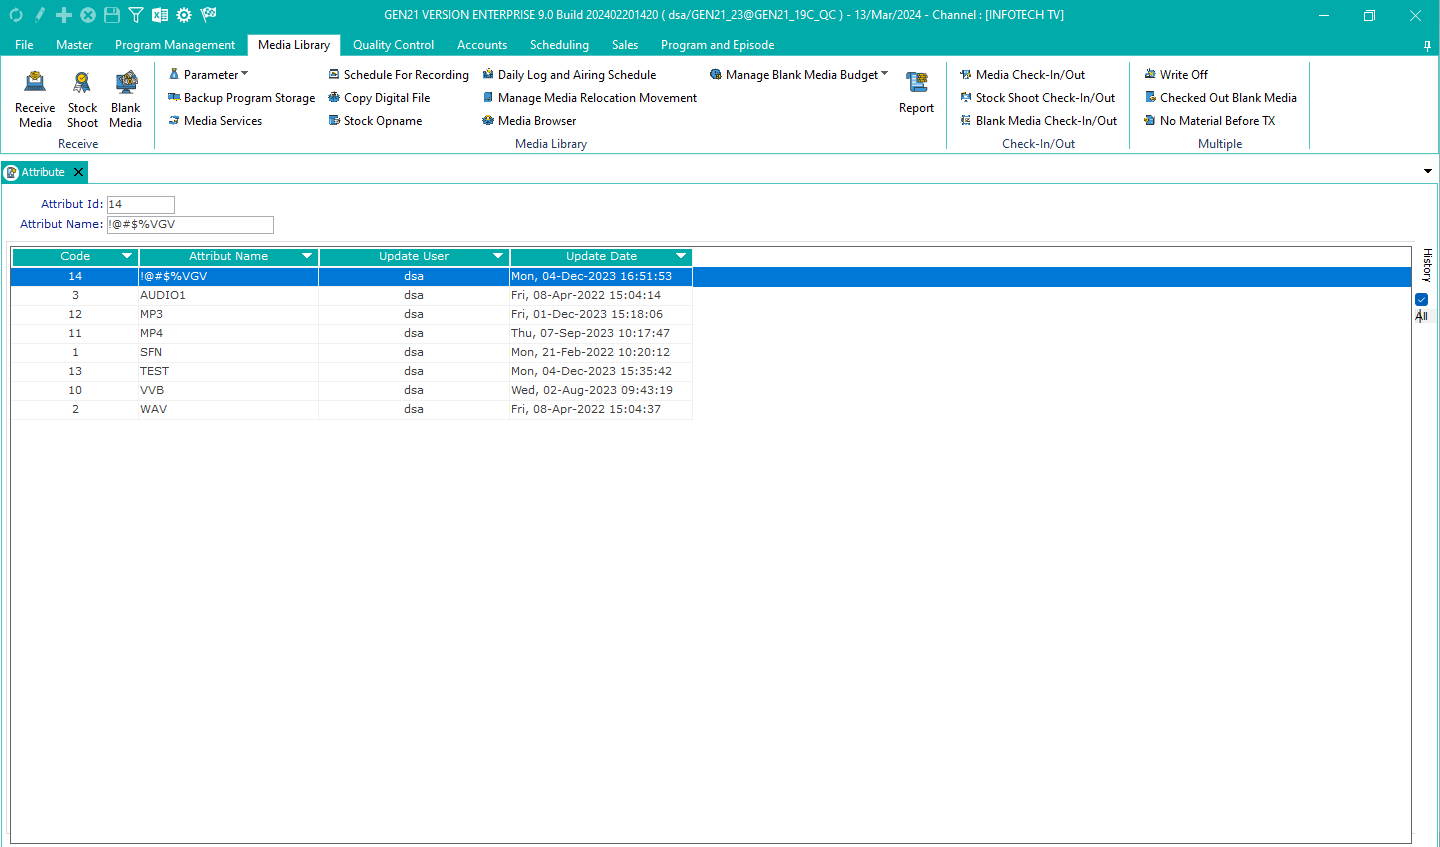 GEN21 VERSION ENTERPRISE 9.0 Build 202402201420 ( dsa/GEN21_23@GEN21_19C_QC ) - 13/Mar/2024 - Channel : [INFOTECH TV]
File Master Program Management Media Library Quality Control Accounts Scheduling Sales Program and Episode
Receive Media
Stock Shoot
Blank Media
Receive
Parameter
Backup Program Storage
Media Services
Schedule For Recording
Copy Digital File
Stock Opname
Daily Log and Airing Schedule
Manage Media Relocation Movement
Media Browser
Manage Blank Media Budget
Report
Media Library
Media Check-In/Out
Stock Shoot Check-In/Out
Blank Media Check-In/Out
Check-In/Out
Write Off
Checked Out Blank Media
No Material Before TX
Multiple
Attribute
Attribut Id: 14
Attribut Name: !@#$%VGV
Code Attribut Name Update User Update Date
14 !@#$%VGV dsa Mon, 04-Dec-2023 16:51:53
3 AUDIO1 dsa Fri, 08-Apr-2022 15:04:14
12 MP3 dsa Fri, 01-Dec-2023 15:18:06
11 MP4 dsa Thu, 07-Sep-2023 10:17:47
1 SFN dsa Mon, 21-Feb-2022 10:20:12
13 TEST dsa Mon, 04-Dec-2023 15:35:42
10 VVB dsa Wed, 02-Aug-2023 09:43:19
2 WAV dsa Fri, 08-Apr-2022 15:04:37
History
All